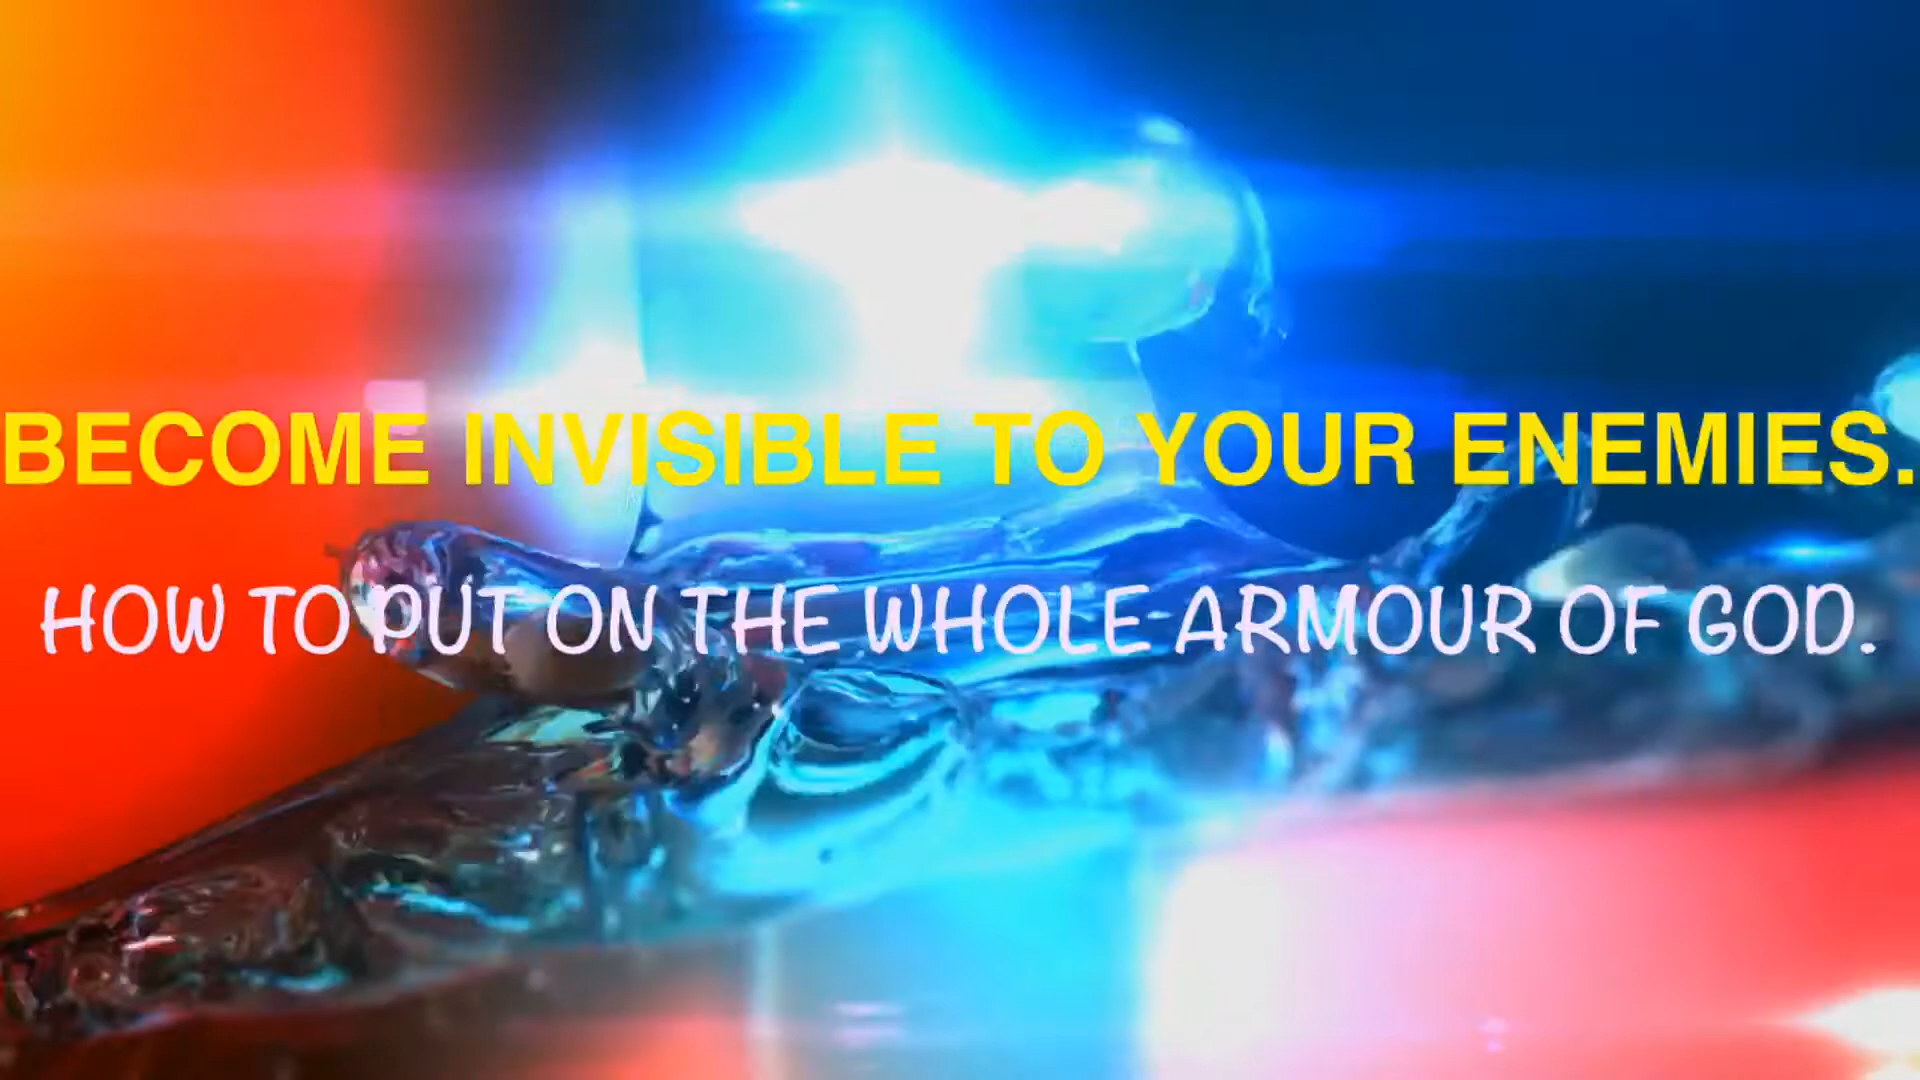 BECOME INVISIBLE TO YOUR ENEMIES.
HOW TO PUT ON THE WHOLE ARMOUR OF GOD.